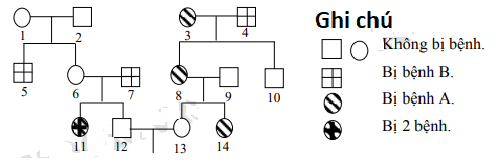 Ghi chú
1 2 3 4
Không bị bệnh.
5 6 7 8 9 10
Bị bệnh B.
Bị bệnh A.
11 12 13 14
Bị 2 bệnh.